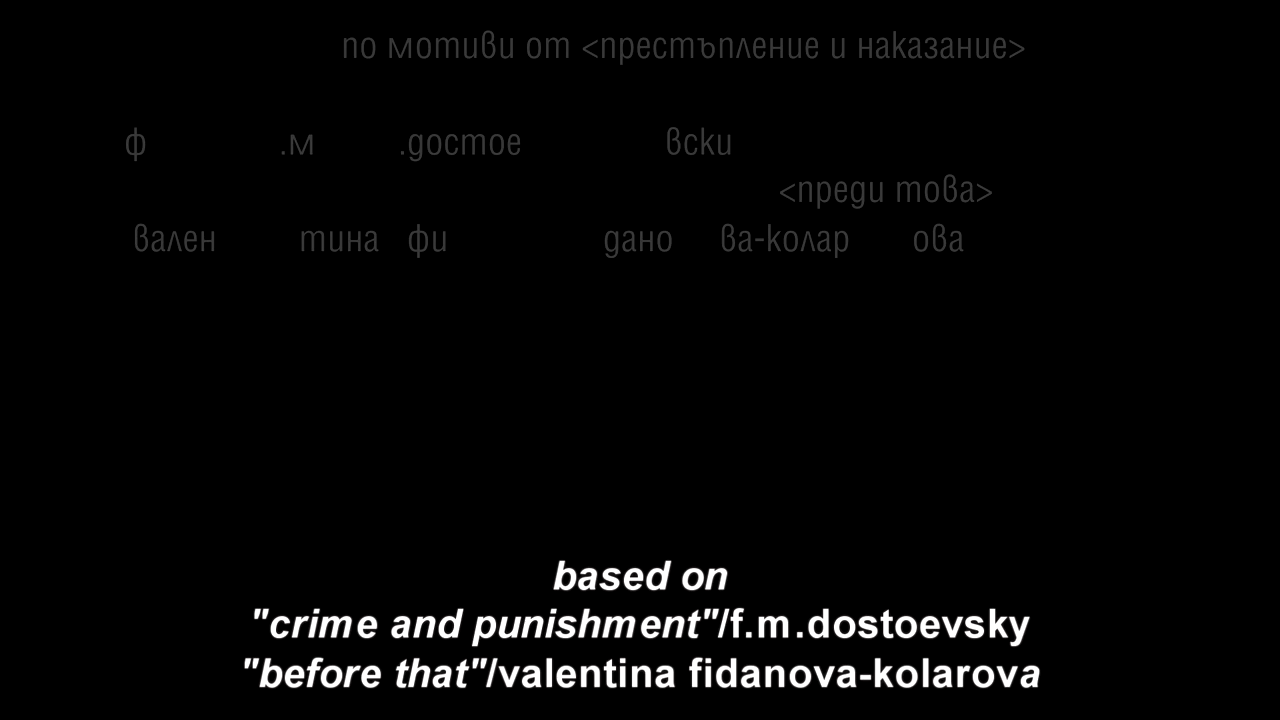 по мотиви от <престъпление и наказание>
ф .м .достое вски
<преди това>
вален тина фи дано ва-колар ова
based on
"crime and punishment"/f.m.dostoevsky
"before that"/valentina fidanova-kolarova